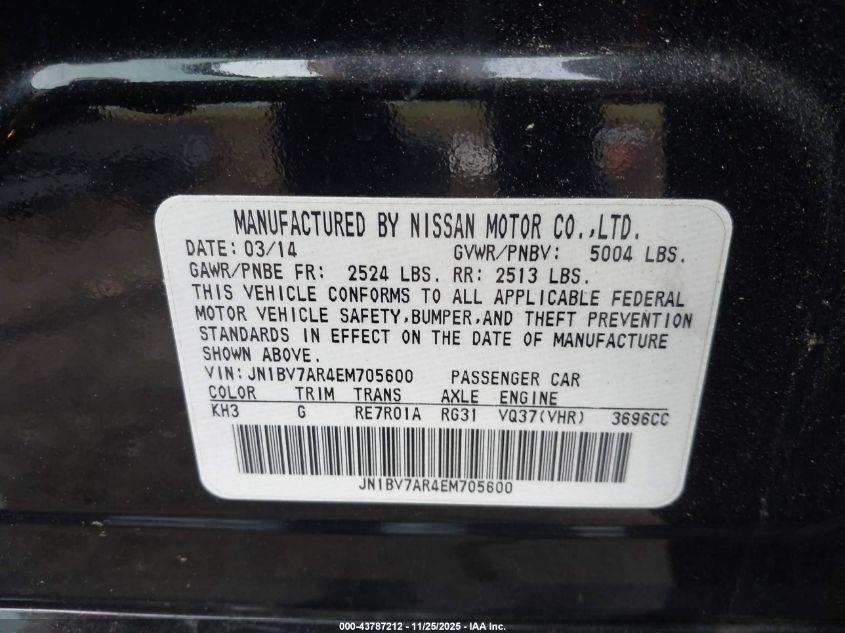 MANUFACTURED BY NISSAN MOTOR CO.,LTD.
DATE: 03/14 GVWR/PNBV: 5004 LBS.
GAWR/PNBE FR: 2524 LBS. RR: 2513 LBS.
THIS VEHICLE CONFORMS TO ALL APPLICABLE FEDERAL
MOTOR VEHICLE SAFETY,BUMPER,AND THEFT PREVENTION
STANDARDS IN EFFECT ON THE DATE OF MANUFACTURE
SHOWN ABOVE.
VIN:JN1BV7AR4EM705600 PASSENGER CAR
COLOR TRIM TRANS AXLE ENGINE
KH3 G RE7R01A RG31 VQ37(VHR) 3696CC
JN1BV7AR4EM705600
000-43787212 - 11/25/2025 - IAA Inc.